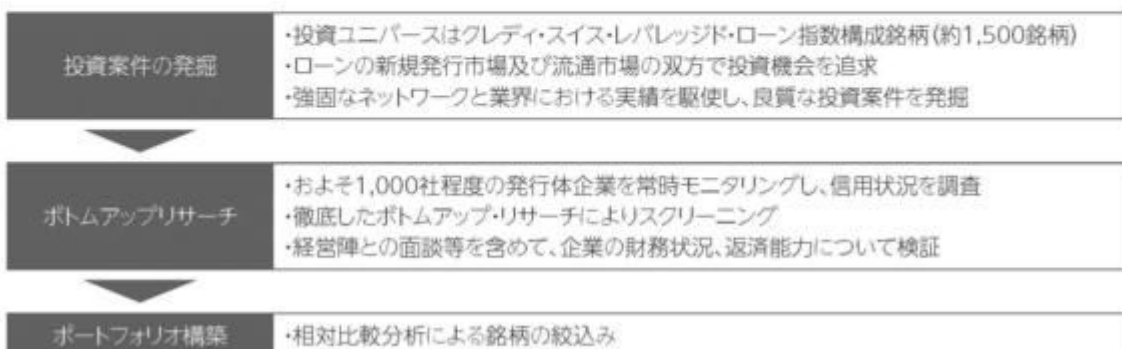 投資案件の発掘
・投資ユニバースはクレディ・スイス・レバレッジド・ローン指数構成銘柄(約1,500銘柄)
・ローンの新規発行市場及び流通市場の双方で投資機会を追求
・強固なネットワークと業界における実績を駆使し、良質な投資案件を発掘
ボトムアップリサーチ
・およそ1,000社程度の発行体企業を常時モニタリングし、信用状況を調査
・徹底したボトムアップ・リサーチによりスクリーニング
・経営陣との面談等を含めて、企業の財務状況、返済能力について検証
ポートフォリオ構築
・相対比較分析による銘柄の絞込み